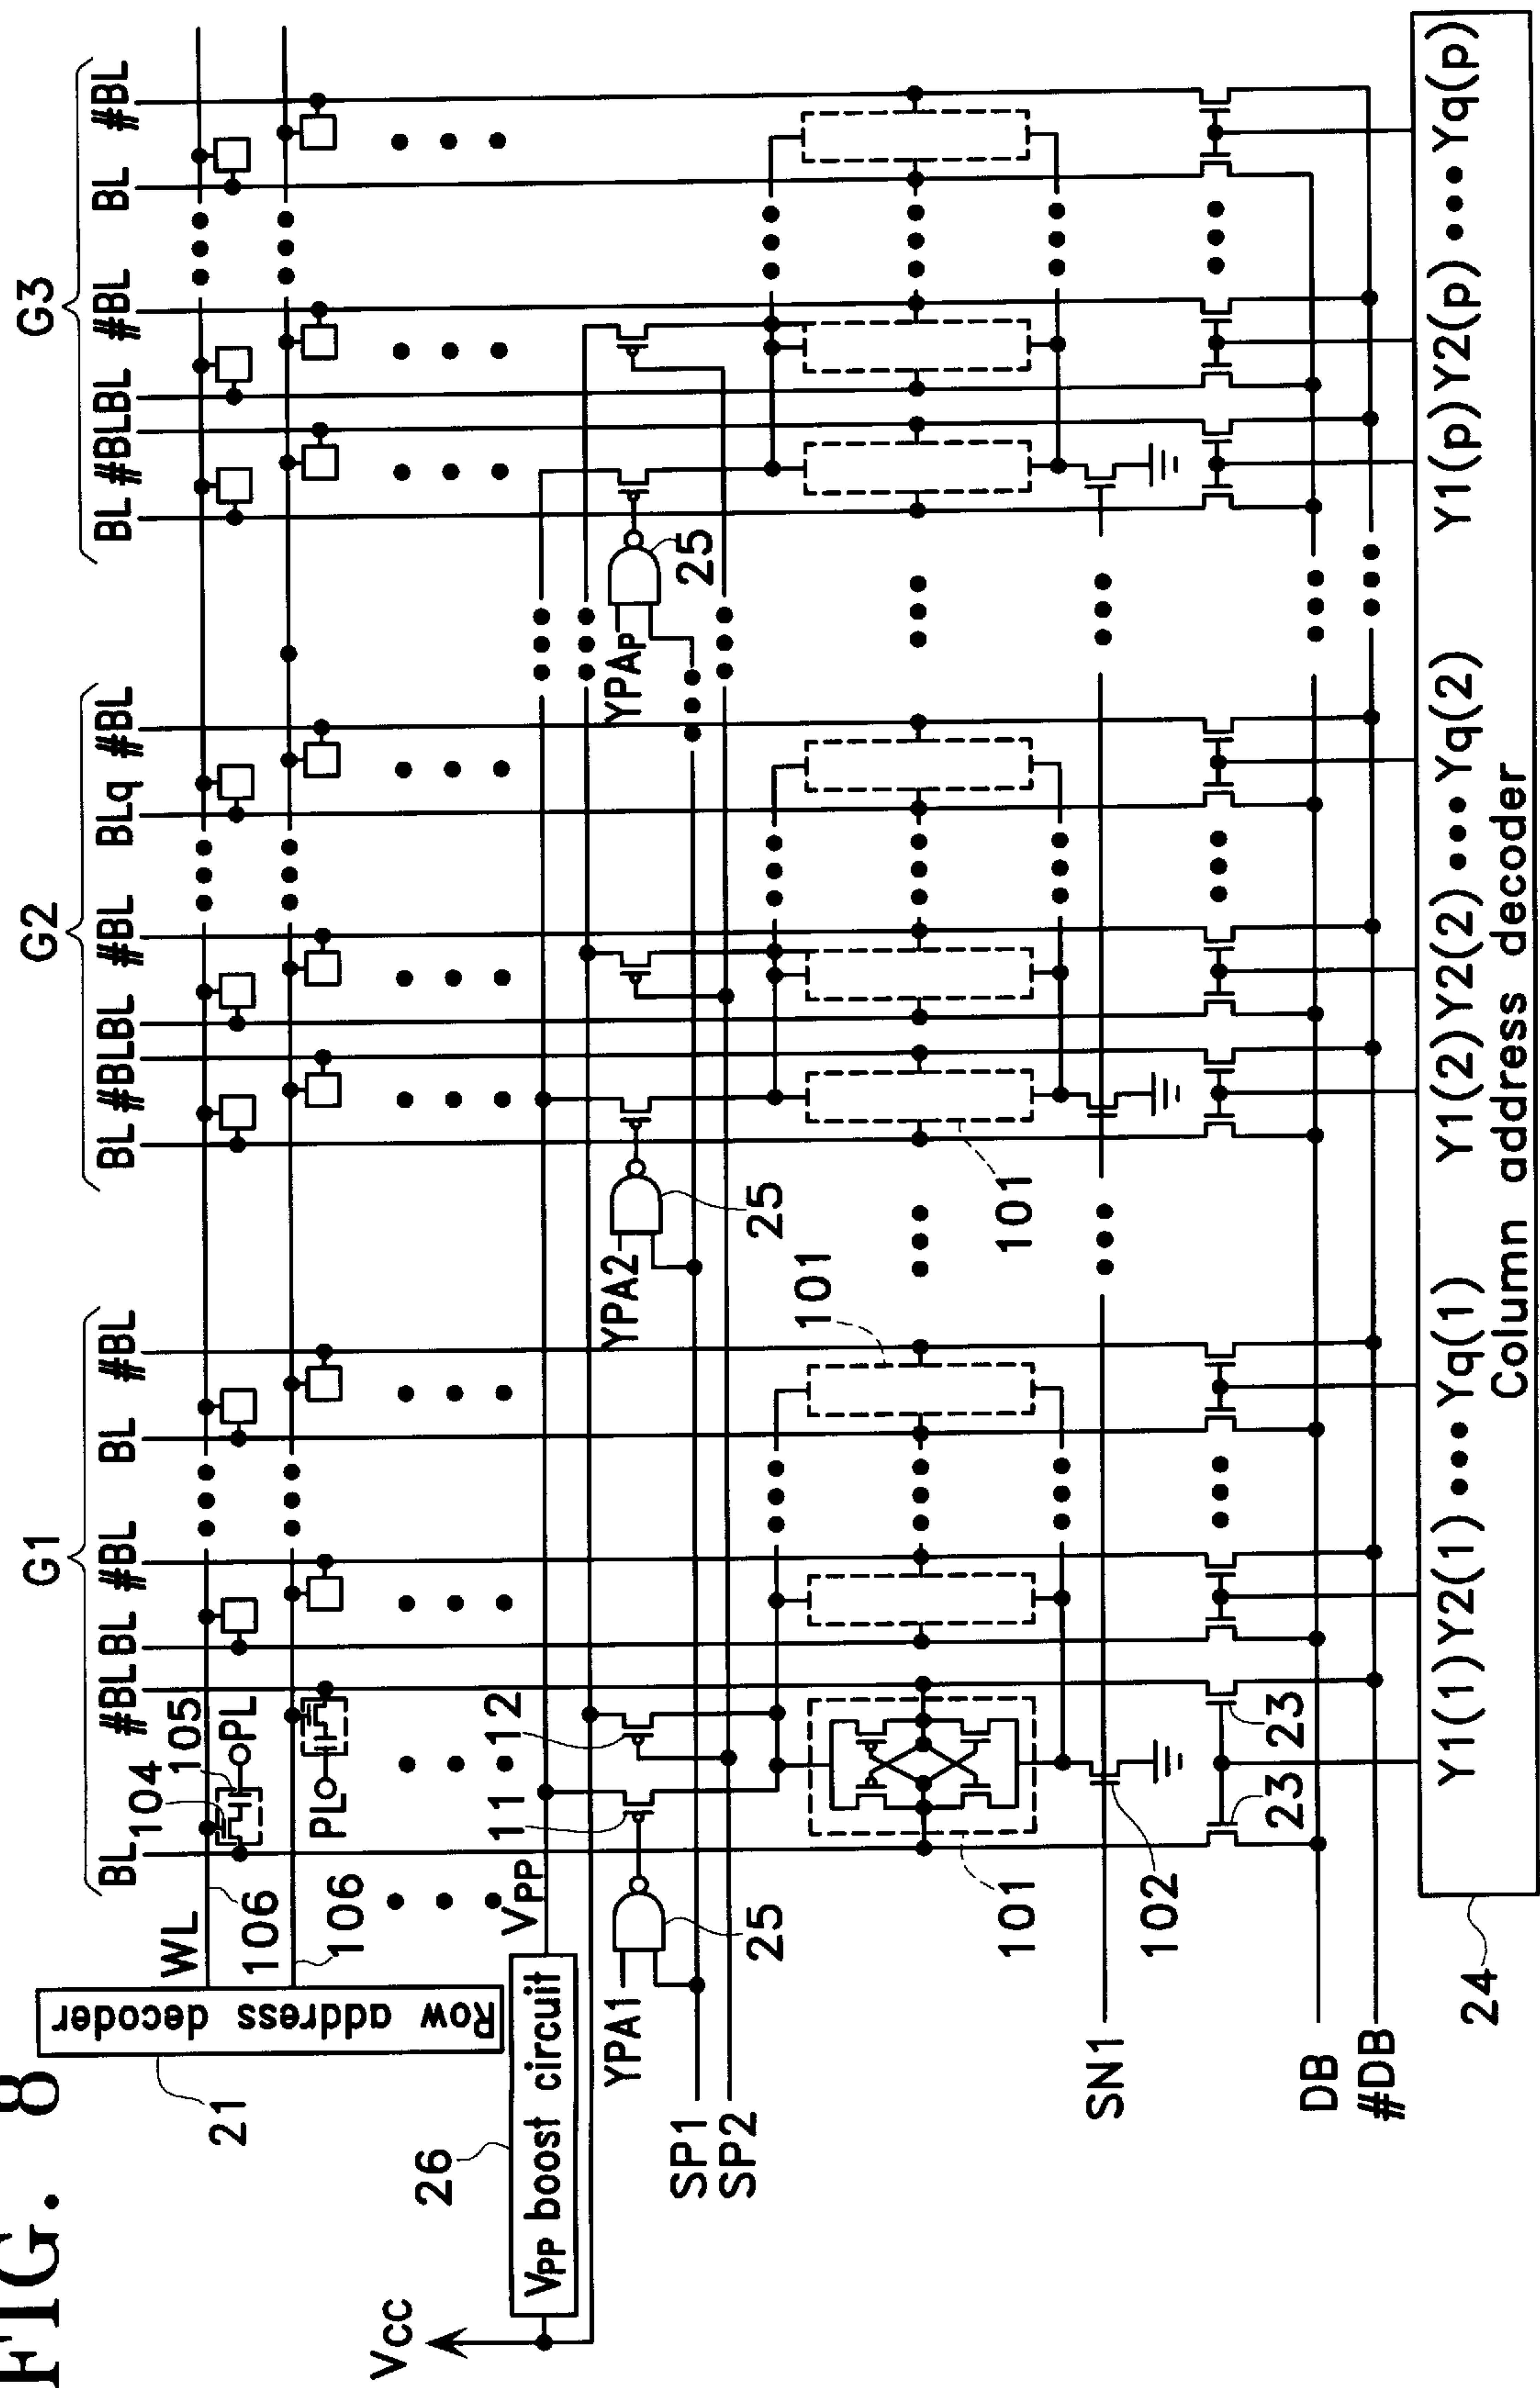 FIG. 8
G1
G2
G3
BL
#BL
BL
#BL
BL
#BL
BL
#BL
BL
#BL
BLq
#BL
BL
#BL
BL
#BL
BL
#BL
21
Row address decoder
WL
106
106
104
105
PL
PL
VCC
26
VPP boost circuit
VPP
11
12
YPA1
25
YPA2
25
YPAP
25
SP1
SP2
101
101
101
SN1
102
23
23
DB
#DB
Y1(1) Y2(1) ••• Yq(1)
Y1(2) Y2(2) ••• Yq(2)
Y1(p) Y2(p) ••• Yq(p)
Column address decoder
24